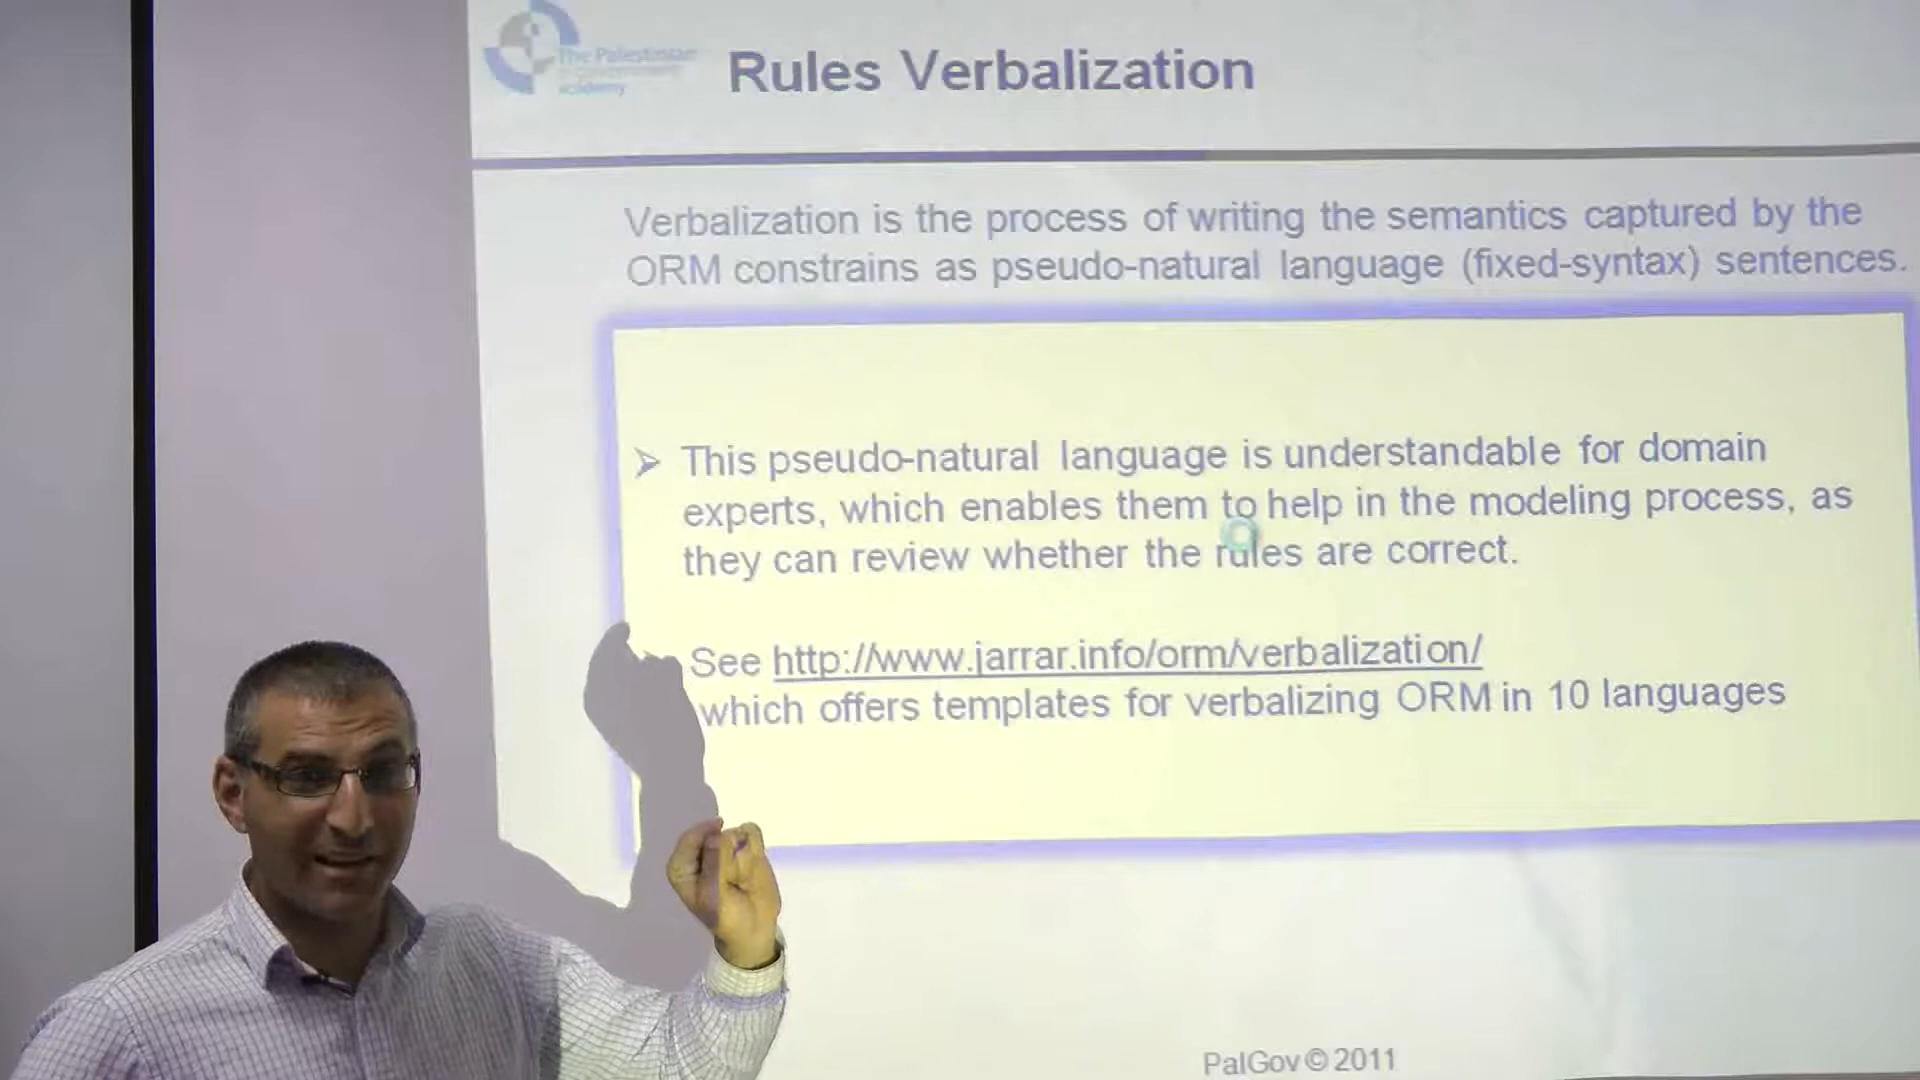 The Palestinian
eGovernment
Academy
Rules Verbalization
Verbalization is the process of writing the semantics captured by the
ORM constrains as pseudo-natural language (fixed-syntax) sentences.
This pseudo-natural language is understandable for domain
experts, which enables them to help in the modeling process, as
they can review whether the rules are correct.
See http://www.jarrar.info/orm/verbalization/
which offers templates for verbalizing ORM in 10 languages
PalGov © 2011